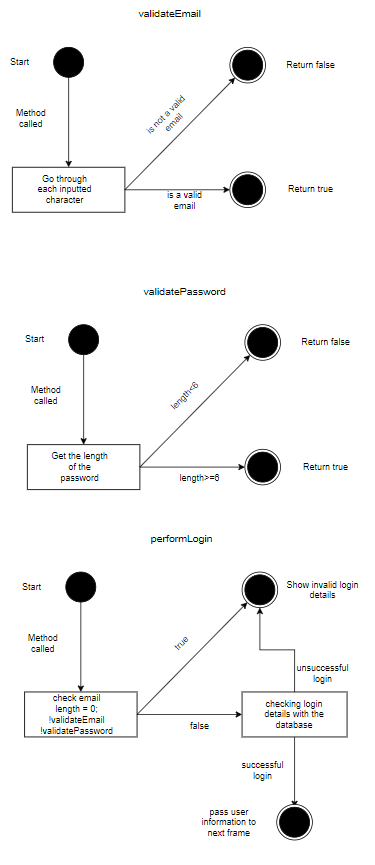 validateEmail
Start
Return false
Method
called
is not a valid
email
Go through
each inputted
character
is a valid
email
Return true
validatePassword
Start
Return false
Method
called
length<6
Get the length
of the
password
length>=6
Return true
performLogin
Start
Show invalid login
details
Method
called
true
unsuccessful
login
check email
length = 0;
!validateEmail
!validatePassword
false
checking login
details with the
database
successful
login
pass user
information to
next frame